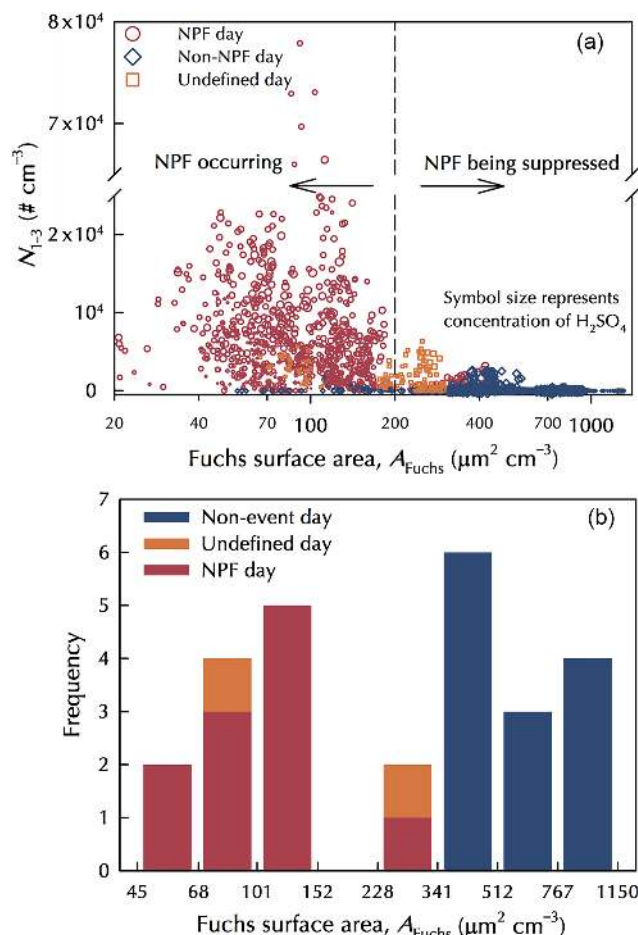 8×10⁴
NPF day
Non-NPF day
Undefined day
(a)
7×10⁴
NPF occurring
NPF being suppressed
N₁₋₃ (# cm⁻³)
2×10⁴
Symbol size represents
concentration of H₂SO₄
10⁴
0
20 40 70 100 200 400 700 1000
Fuchs surface area, A_Fuchs (μm² cm⁻³)
7
Non-event day
Undefined day
NPF day
(b)
6
5
4
3
2
1
0
Frequency
45 68 101 152 228 341 512 767 1150
Fuchs surface area, A_Fuchs (μm² cm⁻³)